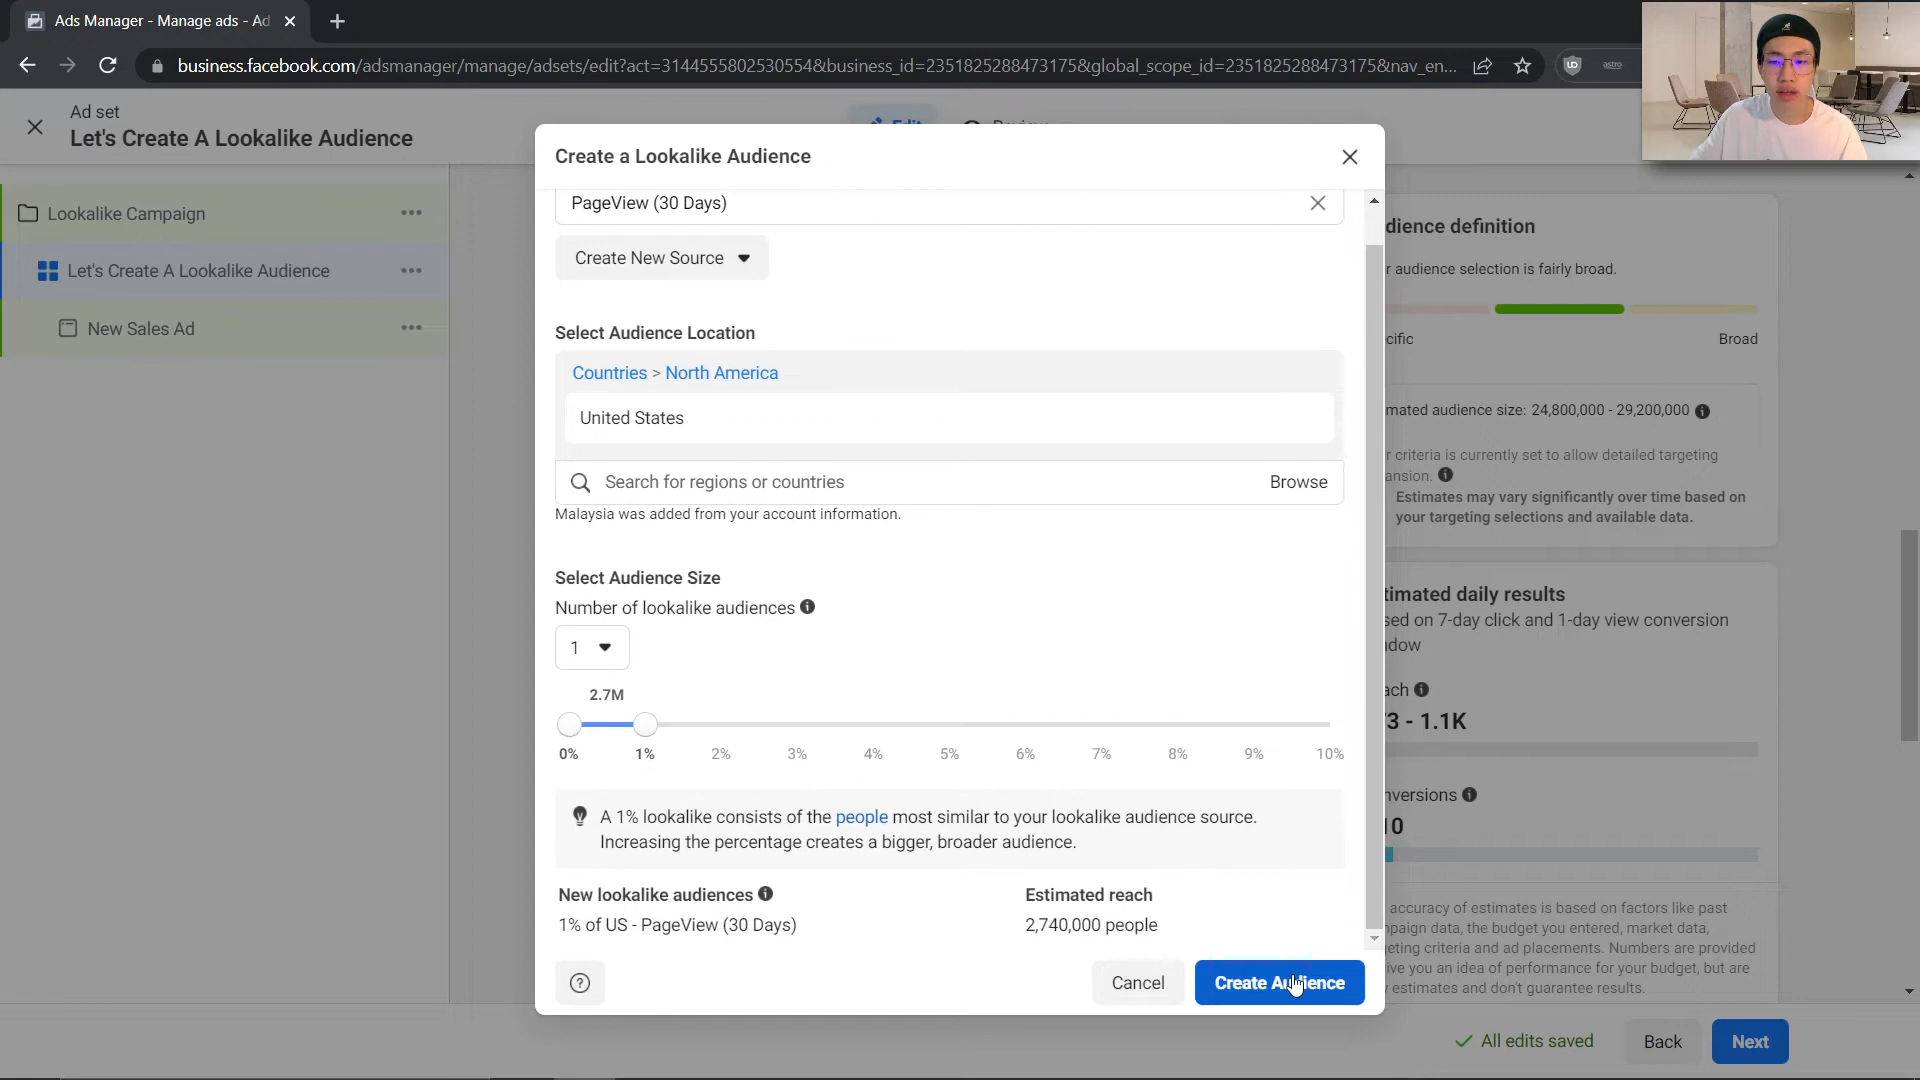 Ads Manager - Manage ads - Ad
business.facebook.com/adsmanager/manage/adsets/edit?act=3144555802530554&business_id=2351825288473175&global_scope_id=2351825288473175&nav_en...
astro
Ad set
Let's Create A Lookalike Audience
Edit
Review
Lookalike Campaign
Let's Create A Lookalike Audience
New Sales Ad
Create a Lookalike Audience
PageView (30 Days)
Create New Source
Select Audience Location
Countries > North America
United States
Search for regions or countries
Browse
Malaysia was added from your account information.
Select Audience Size
Number of lookalike audiences
1
2.7M
0% 1% 2% 3% 4% 5% 6% 7% 8% 9% 10%
A 1% lookalike consists of the people most similar to your lookalike audience source.
Increasing the percentage creates a bigger, broader audience.
New lookalike audiences
Estimated reach
1% of US - PageView (30 Days)
2,740,000 people
Cancel
Create Audience
dience definition
r audience selection is fairly broad.
cific
Broad
mated audience size: 24,800,000 - 29,200,000
r criteria is currently set to allow detailed targeting
ansion.
Estimates may vary significantly over time based on
your targeting selections and available data.
timated daily results
sed on 7-day click and 1-day view conversion
dow
ach
3 - 1.1K
nversions
10
accuracy of estimates is based on factors like past
mpaign data, the budget you entered, market data,
eting criteria and ad placements. Numbers are provided
ive you an idea of performance for your budget, but are
estimates and don't guarantee results.
All edits saved
Back
Next